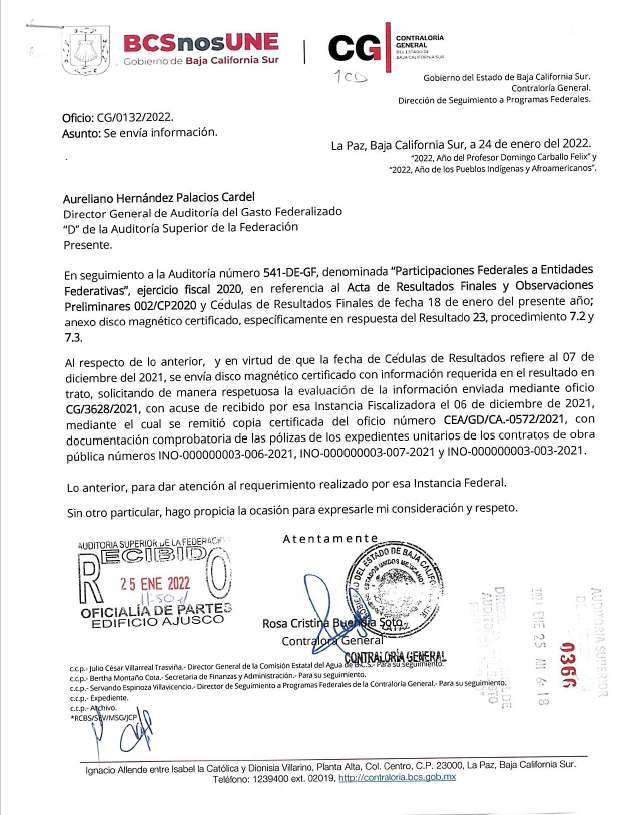 BCSnosUNE
Gobierno de Baja California Sur
CG
CONTRALORÍA
GENERAL
DEL ESTADO DE
BAJA CALIFORNIA SUR
1 CD
Gobierno del Estado de Baja California Sur.
Contraloría General.
Dirección de Seguimiento a Programas Federales.
Oficio: CG/0132/2022.
Asunto: Se envía información.
La Paz, Baja California Sur, a 24 de enero del 2022.
"2022, Año del Profesor Domingo Carballo Felix" y
"2022, Año de los Pueblos Indígenas y Afroamericanos".
Aureliano Hernández Palacios Cardel
Director General de Auditoría del Gasto Federalizado
"D" de la Auditoría Superior de la Federación
Presente.
En seguimiento a la Auditoría número 541-DE-GF, denominada "Participaciones Federales a Entidades
Federativas", ejercicio fiscal 2020, en referencia al Acta de Resultados Finales y Observaciones
Preliminares 002/CP2020 y Cédulas de Resultados Finales de fecha 18 de enero del presente año;
anexo disco magnético certificado, específicamente en respuesta del Resultado 23, procedimiento 7.2 y
7.3.
Al respecto de lo anterior, y en virtud de que la fecha de Cédulas de Resultados refiere al 07 de
diciembre del 2021, se envía disco magnético certificado con información requerida en el resultado en
trato, solicitando de manera respetuosa la evaluación de la información enviada mediante oficio
CG/3628/2021, con acuse de recibido por esa Instancia Fiscalizadora el 06 de diciembre de 2021,
mediante el cual se remitió copia certificada del oficio número CEA/GD/CA.-0572/2021, con
documentación comprobatoria de las pólizas de los expedientes unitarios de los contratos de obra
pública números INO-000000003-006-2021, INO-000000003-007-2021 y INO-000000003-003-2021.
Lo anterior, para dar atención al requerimiento realizado por esa Instancia Federal.
Sin otro particular, hago propicia la ocasión para expresarle mi consideración y respeto.
Atentamente
AUDITORIA SUPERIOR DE LA FEDERACIÓN
RECIBIDO
25 ENE 2022
11:50
OFICIALÍA DE PARTES
EDIFICIO AJUSCO
GOBIERNO DEL ESTADO DE BAJA CALIFORNIA SUR
ESTADOS UNIDOS MEXICANOS
LA PAZ
Rosa Cristina Buendía Soto
Contralora General
CONTRALORÍA GENERAL
AUDITORIA SUPERIOR
0366
2022 ENE 25 AM 6 18
c.c.p.- Julio César Villarreal Trasviña.- Director General de la Comisión Estatal del Agua de B.C.S.- Para su seguimiento.
c.c.p.- Bertha Montaño Cota.- Secretaria de Finanzas y Administración.- Para su seguimiento.
c.c.p.- Servando Espinoza Villavicencio.- Director de Seguimiento a Programas Federales de la Contraloría General.- Para su seguimiento.
c.c.p.- Expediente.
c.c.p.- Archivo.
*RCBS/SEV/MSG/JCP
Ignacio Allende entre Isabel la Católica y Dionisia Villarino, Planta Alta, Col. Centro, C.P. 23000, La Paz, Baja California Sur.
Teléfono: 1239400 ext. 02019, http://contraloria.bcs.gob.mx